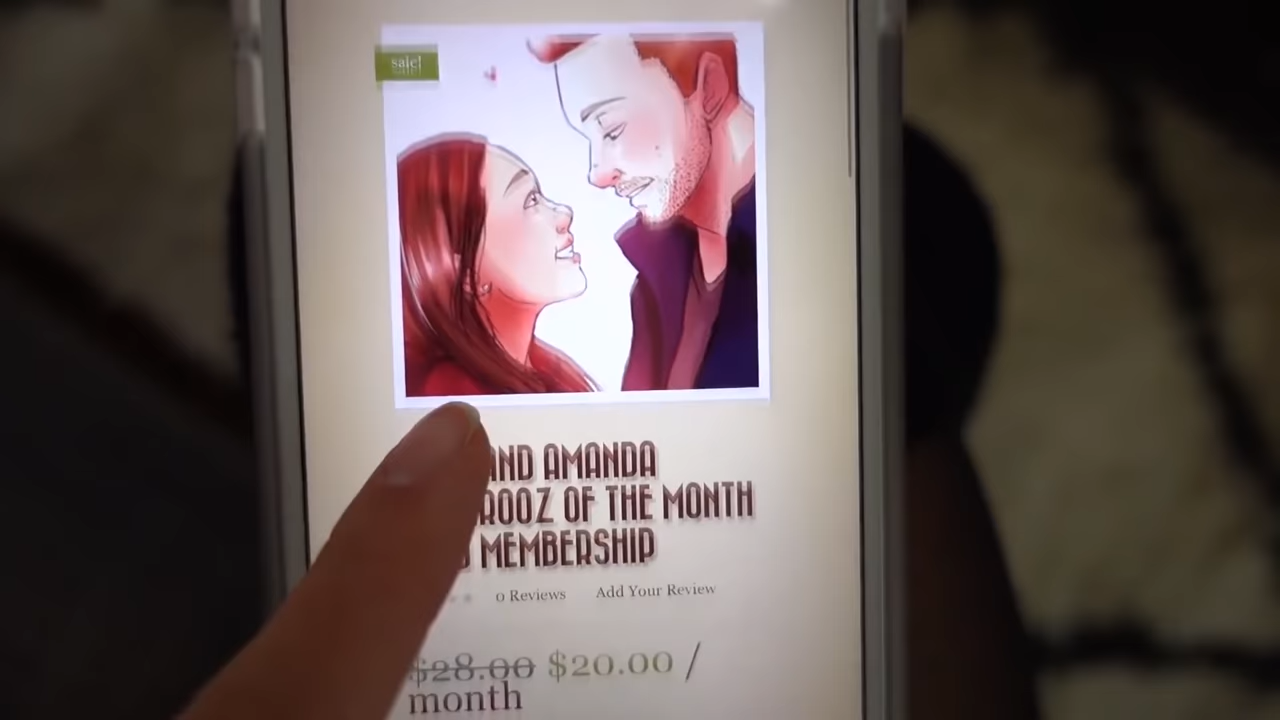 sale!
AND AMANDA
ROOZ OF THE MONTH
MEMBERSHIP
0 Reviews Add Your Review
$28.00 $20.00 /
month